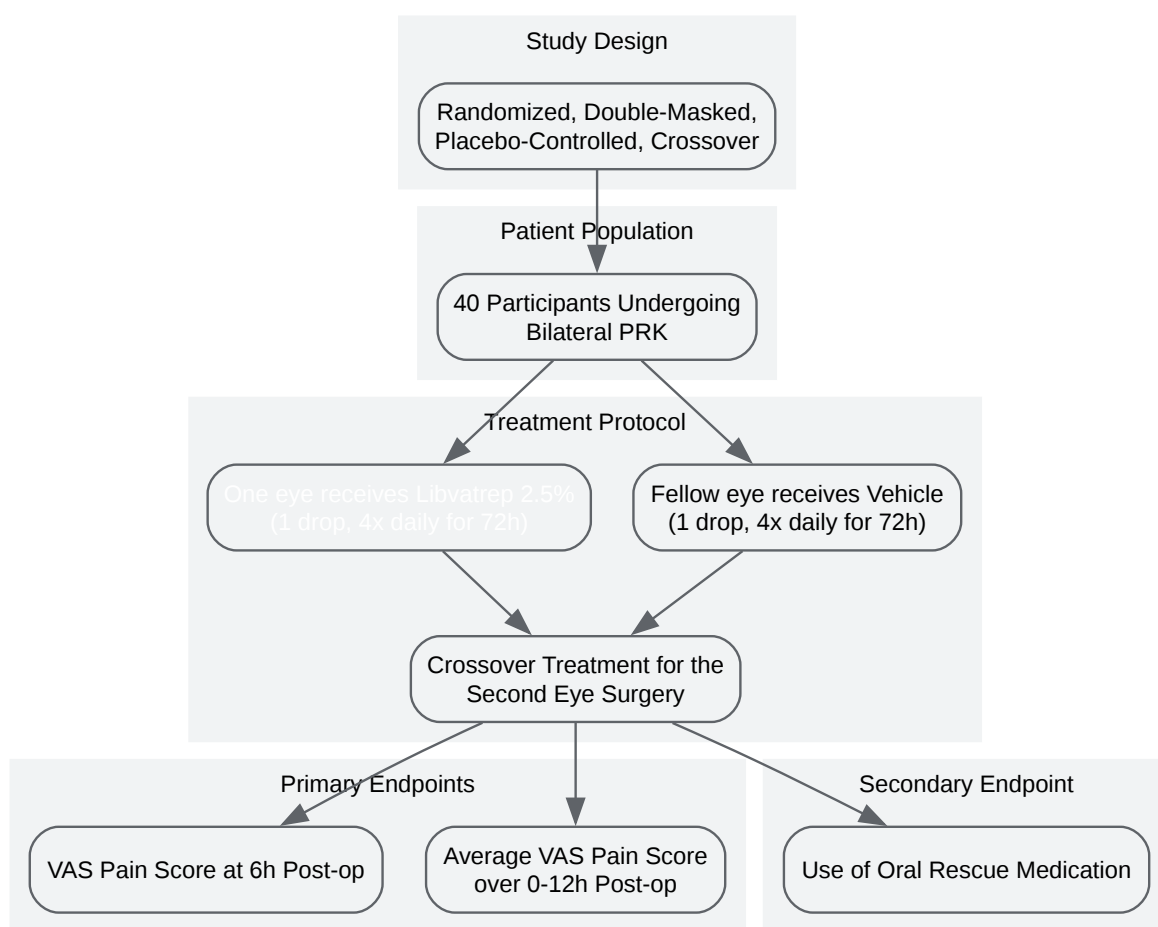 Study Design
Randomized, Double-Masked,
Placebo-Controlled, Crossover
Patient Population
40 Participants Undergoing
Bilateral PRK
Treatment Protocol
One eye receives Libvatrep 2.5%
(1 drop, 4x daily for 72h)
Fellow eye receives Vehicle
(1 drop, 4x daily for 72h)
Crossover Treatment for the
Second Eye Surgery
Primary Endpoints
Secondary Endpoint
VAS Pain Score at 6h Post-op
Average VAS Pain Score
over 0-12h Post-op
Use of Oral Rescue Medication